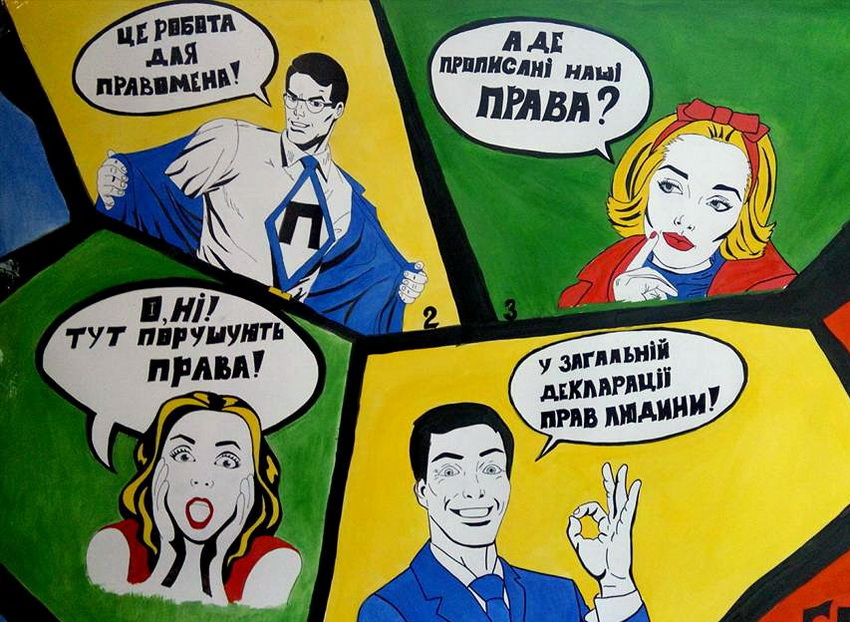 ЦЕ РОБОТА
ДЛЯ
ПРАВОМЕНА!
П
2
А ДЕ
ПРОПИСАНІ НАШІ
ПРАВА?
3
О, НІ!
ТУТ ПОРУШУЮТЬ
ПРАВА!
У ЗАГАЛЬНІЙ
ДЕКЛАРАЦІЇ
ПРАВ ЛЮДИНИ!